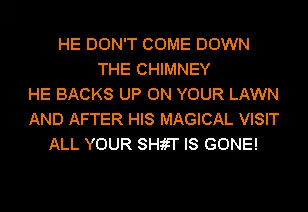 HE DON'T COME DOWN
THE CHIMNEY
HE BACKS UP ON YOUR LAWN
AND AFTER HIS MAGICAL VISIT
ALL YOUR SH#T IS GONE!